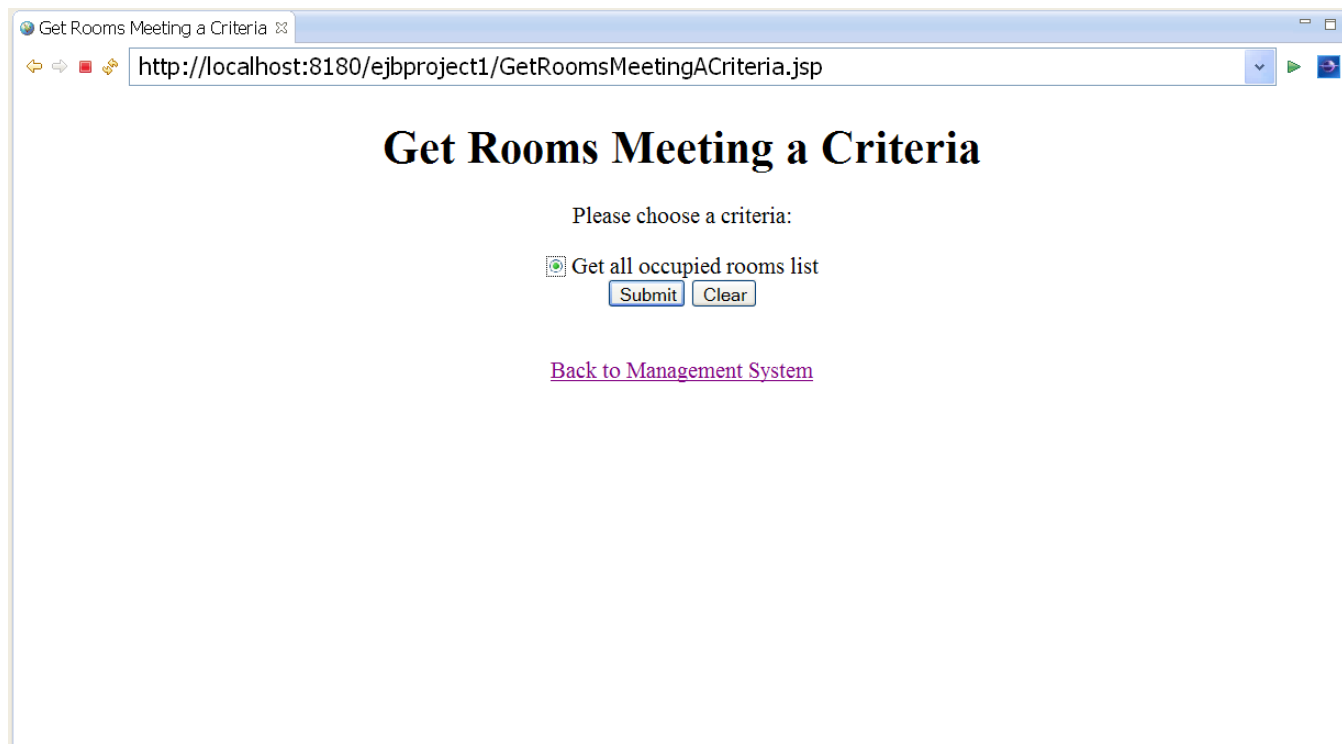 Get Rooms Meeting a Criteria
http://localhost:8180/ejbproject1/GetRoomsMeetingACriteria.jsp
Get Rooms Meeting a Criteria
Please choose a criteria:
Get all occupied rooms list
Submit Clear
Back to Management System